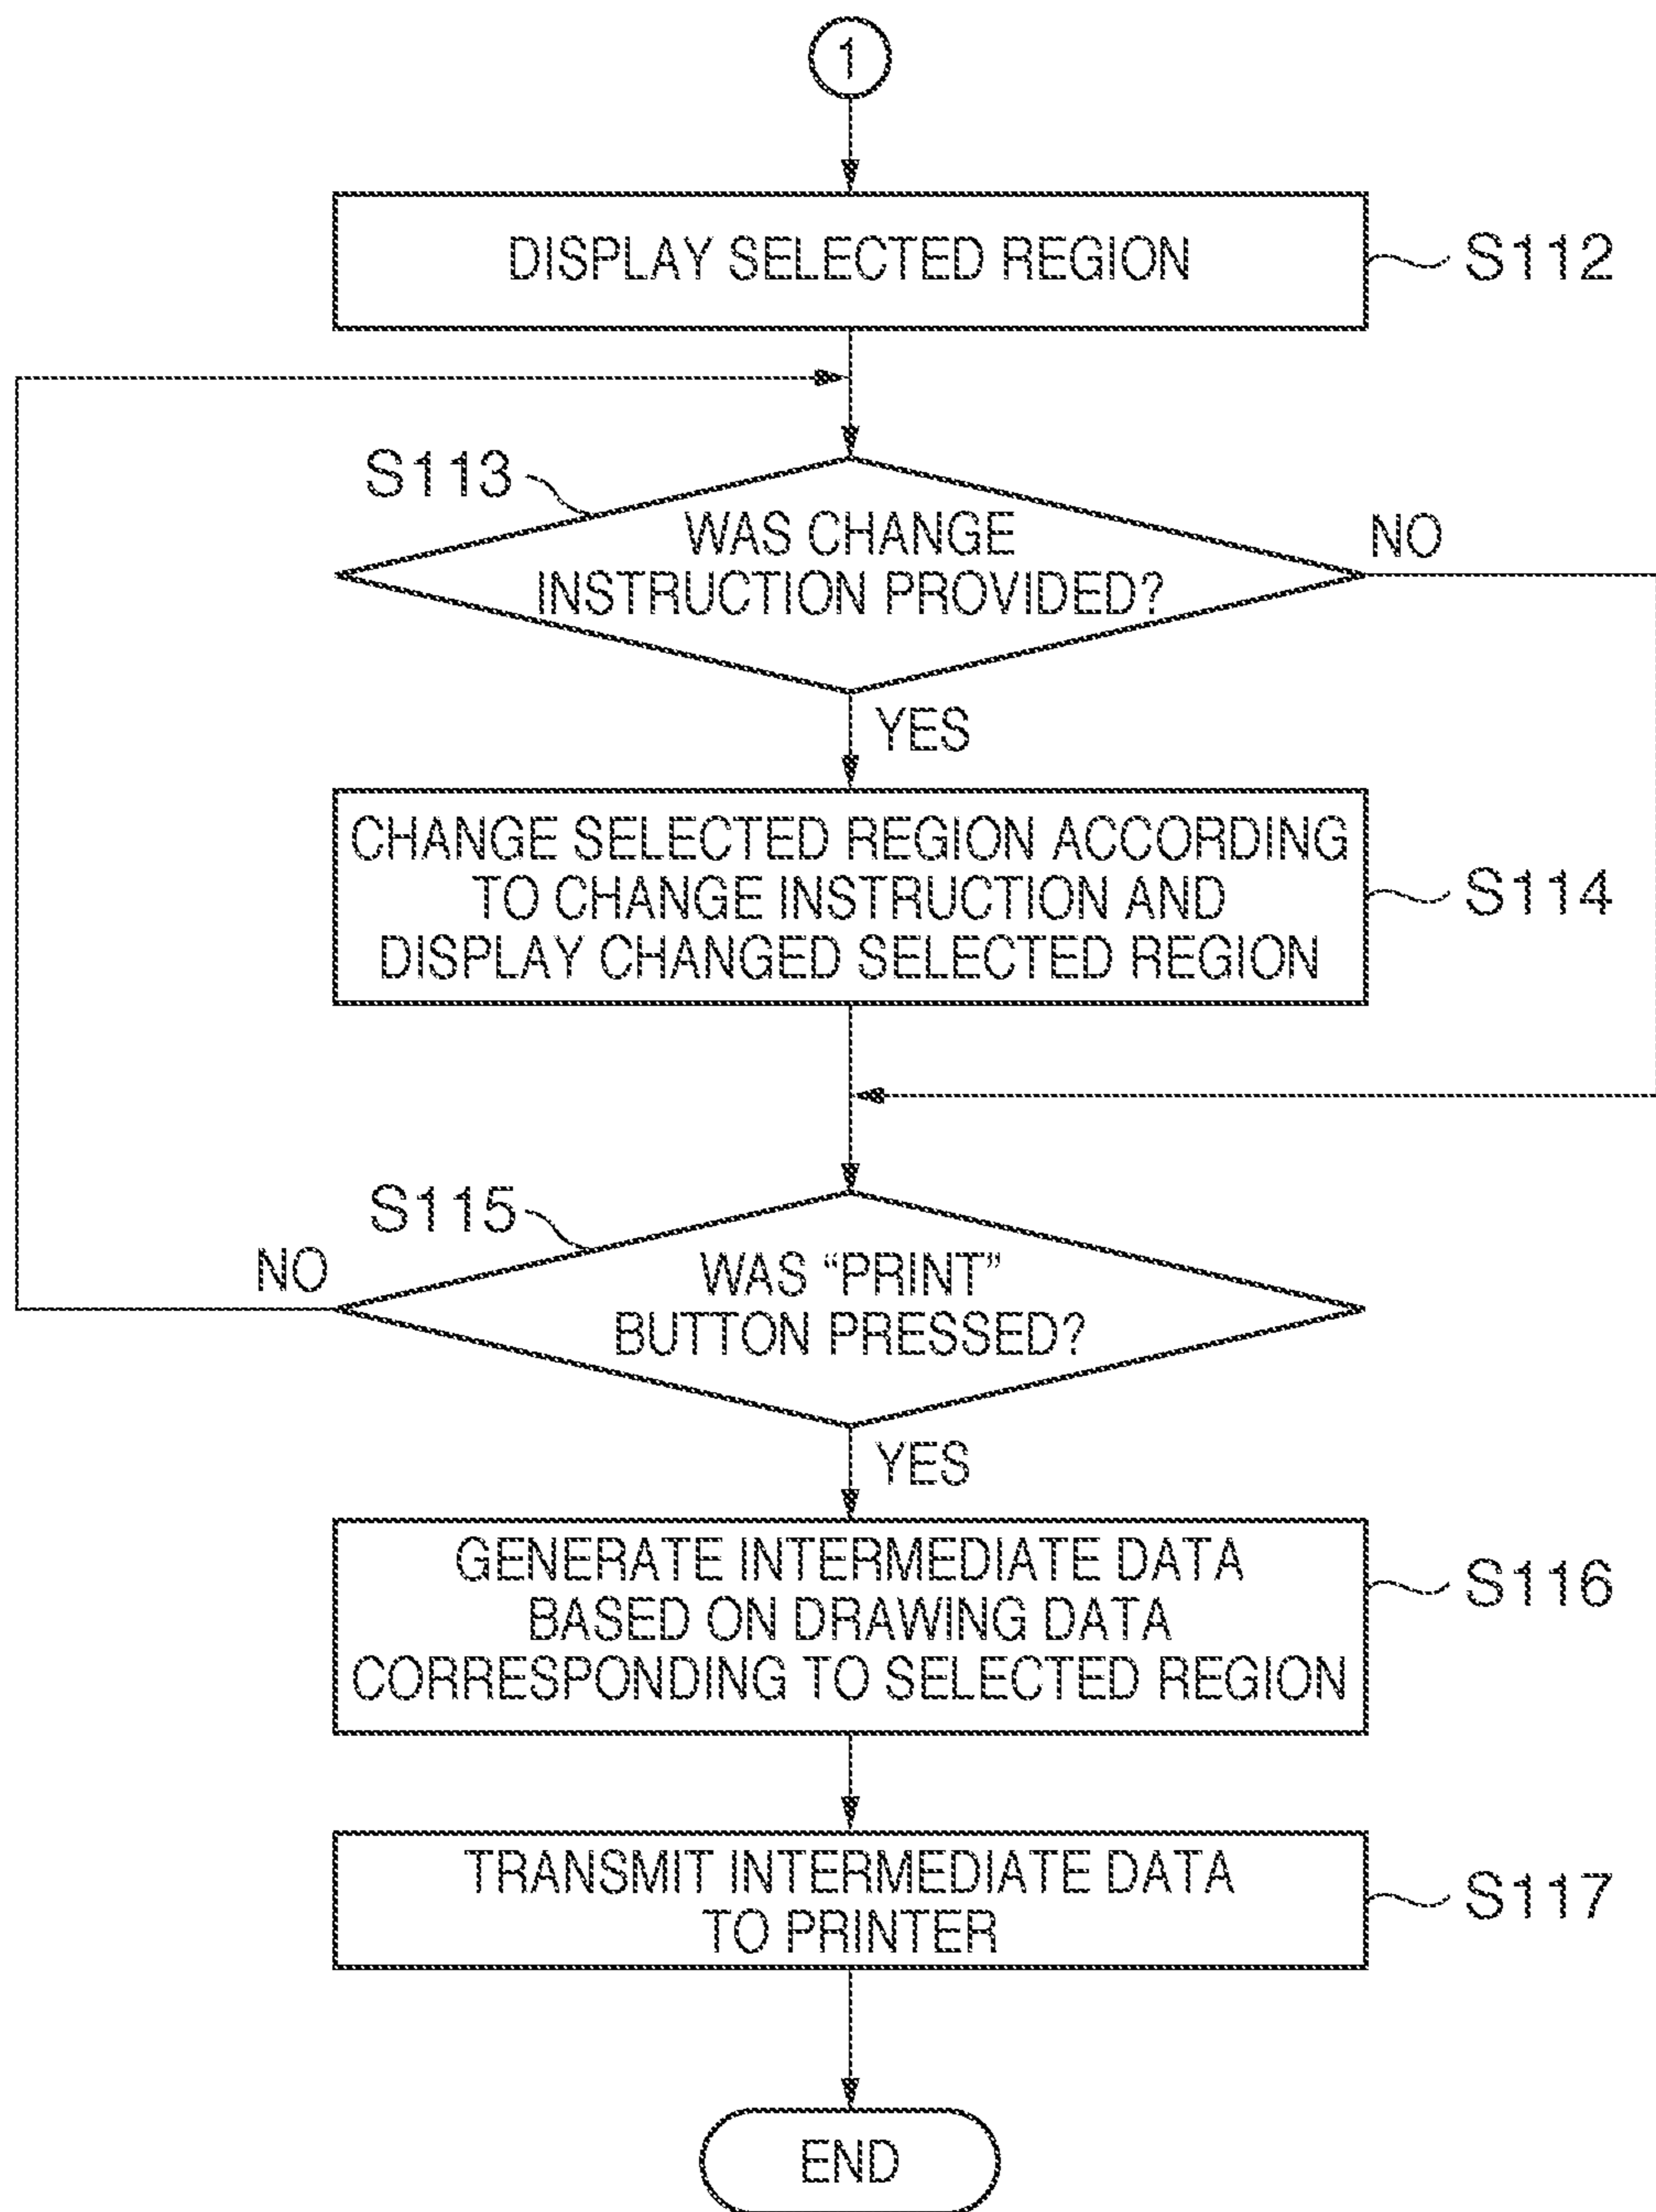 1
DISPLAY SELECTED REGION
S112
S113
WAS CHANGE
INSTRUCTION PROVIDED?
NO
YES
CHANGE SELECTED REGION ACCORDING
TO CHANGE INSTRUCTION AND
DISPLAY CHANGED SELECTED REGION
S114
S115
NO
WAS “PRINT”
BUTTON PRESSED?
YES
GENERATE INTERMEDIATE DATA
BASED ON DRAWING DATA
CORRESPONDING TO SELECTED REGION
S116
TRANSMIT INTERMEDIATE DATA
TO PRINTER
S117
END